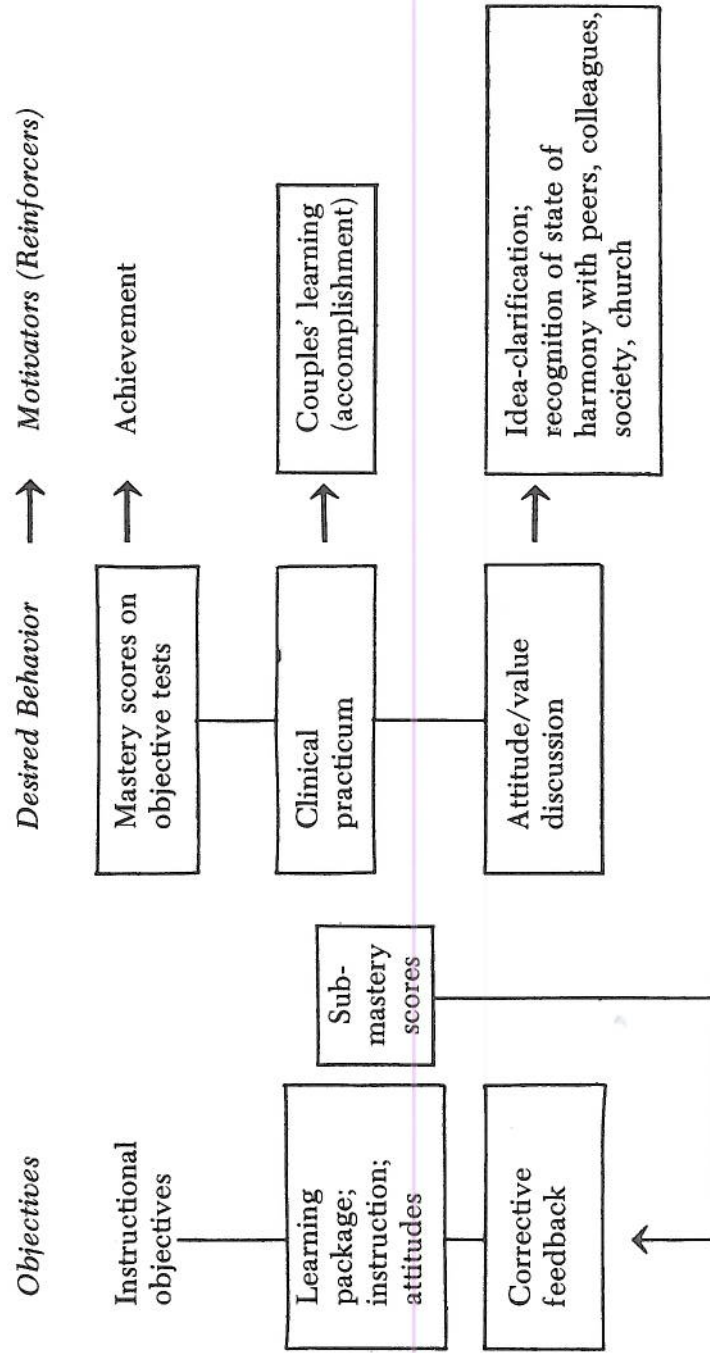 Objectives
Desired Behavior
Motivators (Reinforcers)
Instructional
objectives
Learning
package;
instruction;
attitudes
Corrective
feedback
Sub-
mastery
scores
Mastery scores on
objective tests
Clinical
practicum
Attitude/value
discussion
Achievement
Couples' learning
(accomplishment)
Idea-clarification;
recognition of state of
harmony with peers, colleagues,
society, church